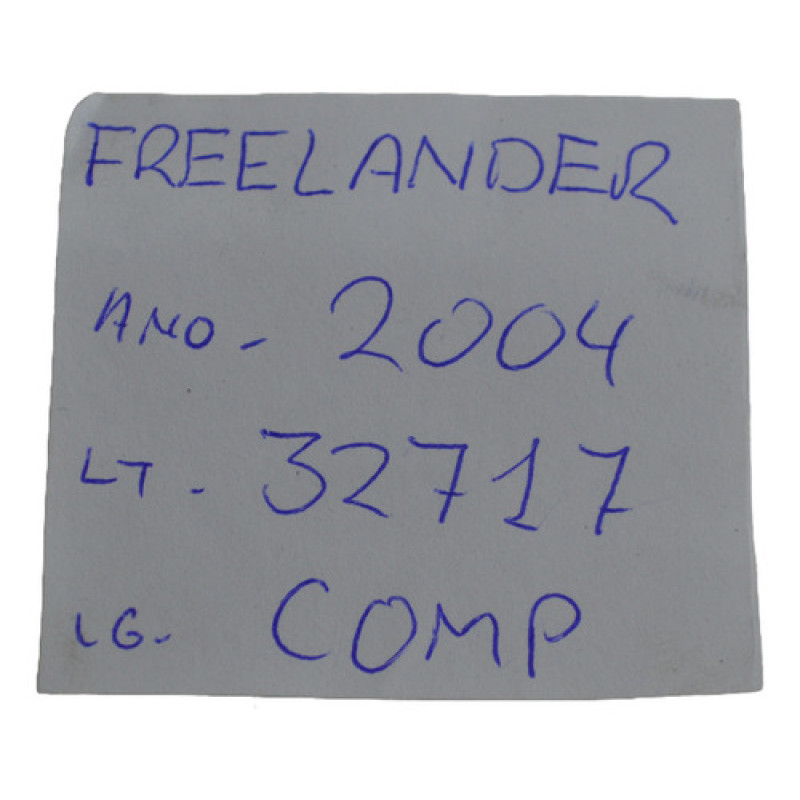 FREELANDER
ANO - 2004
LT - 32717
LG - COMP